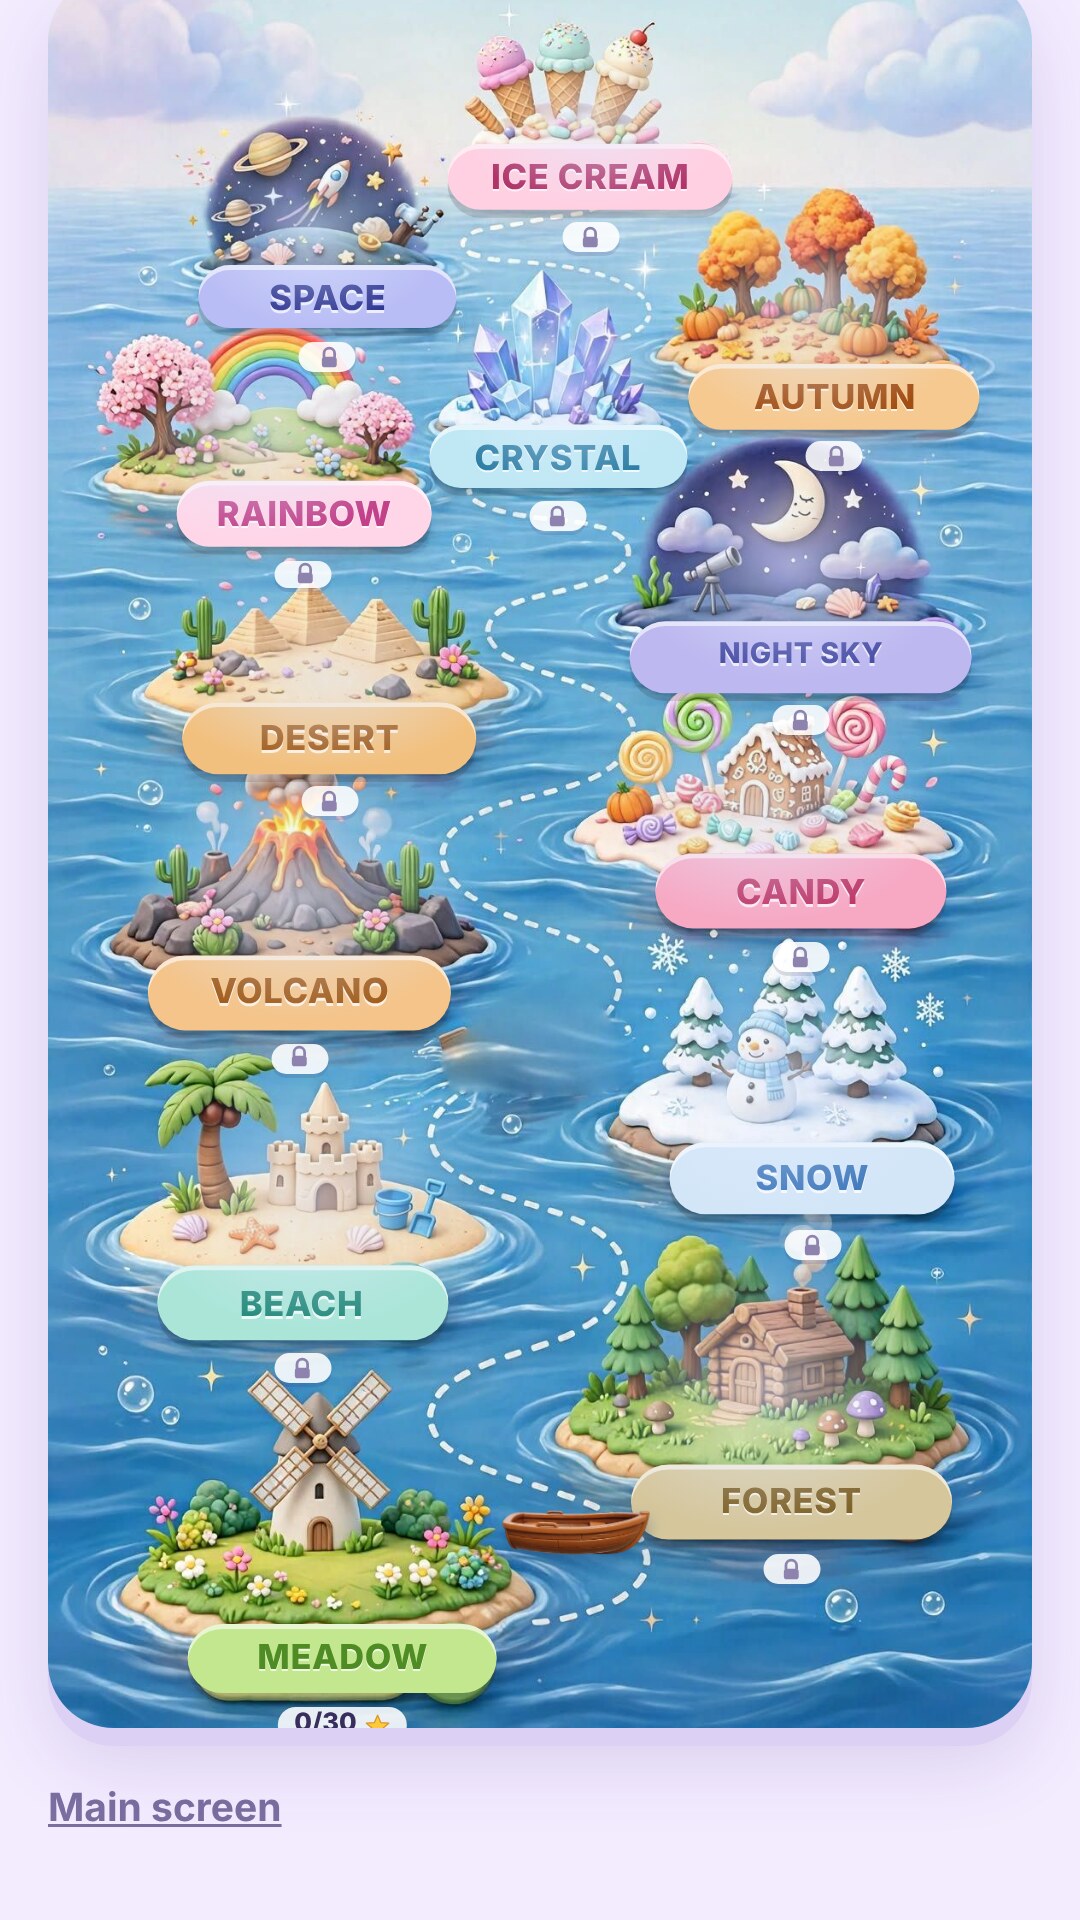 ICE CREAM
SPACE
AUTUMN
CRYSTAL
RAINBOW
NIGHT SKY
DESERT
CANDY
VOLCANO
SNOW
BEACH
FOREST
MEADOW
0/30
Main screen